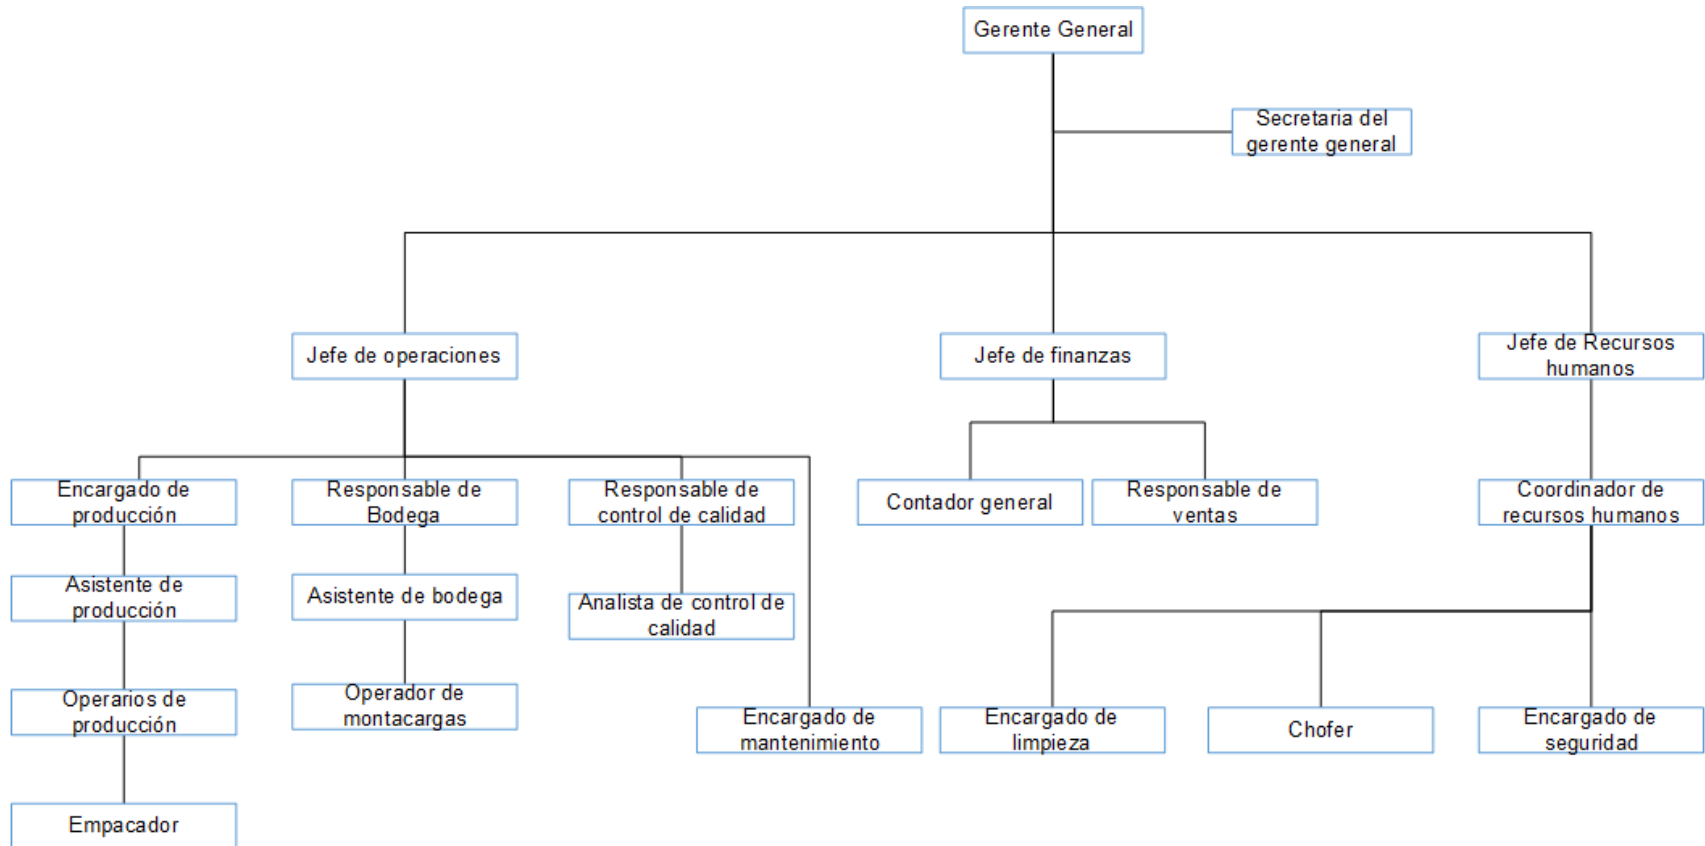 Gerente General
Secretaria del
gerente general
Jefe de operaciones
Jefe de finanzas
Jefe de Recursos
humanos
Encargado de
producción
Responsable de
Bodega
Responsable de
control de calidad
Contador general
Responsable de
ventas
Coordinador de
recursos humanos
Asistente de
producción
Asistente de bodega
Analista de control de
calidad
Operarios de
producción
Operador de
montacargas
Encargado de
mantenimiento
Encargado de
limpieza
Chofer
Encargado de
seguridad
Empacador